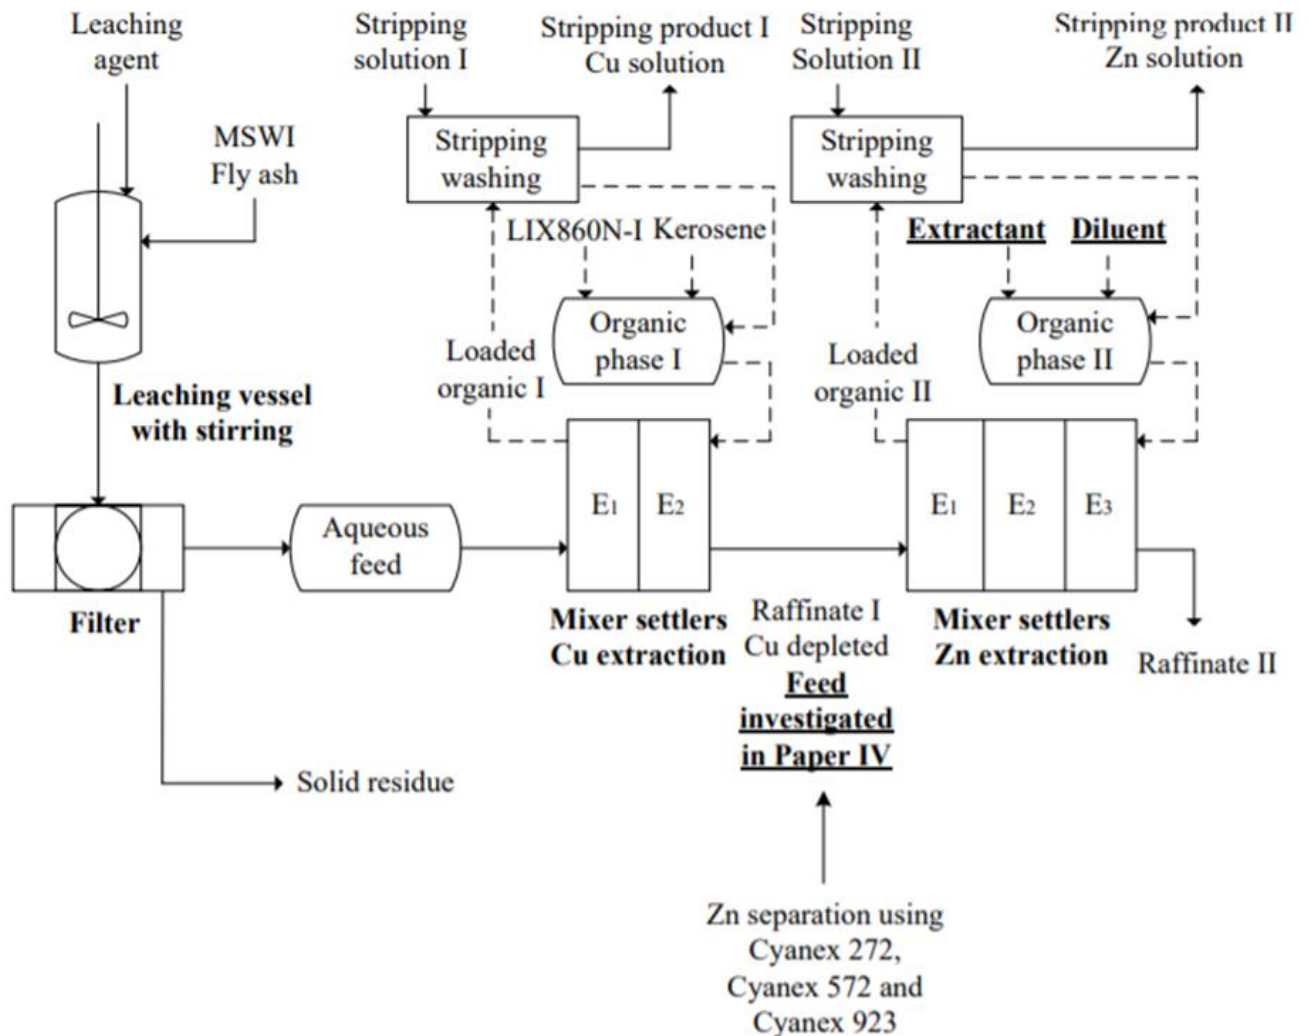 Leaching
agent
Stripping
solution I
Stripping product I
Cu solution
Stripping
Solution II
Stripping product II
Zn solution
MSWI
Fly ash
Stripping
washing
Stripping
washing
LIX860N-I Kerosene
Extractant
Diluent
Organic
phase I
Organic
phase II
Loaded
organic I
Loaded
organic II
Leaching vessel
with stirring
E1
E2
E1
E2
E3
Aqueous
feed
Filter
Mixer settlers
Cu extraction
Raffinate I
Cu depleted
Feed
investigated
in Paper IV
Mixer settlers
Zn extraction
Raffinate II
Solid residue
Zn separation using
Cyanex 272,
Cyanex 572 and
Cyanex 923